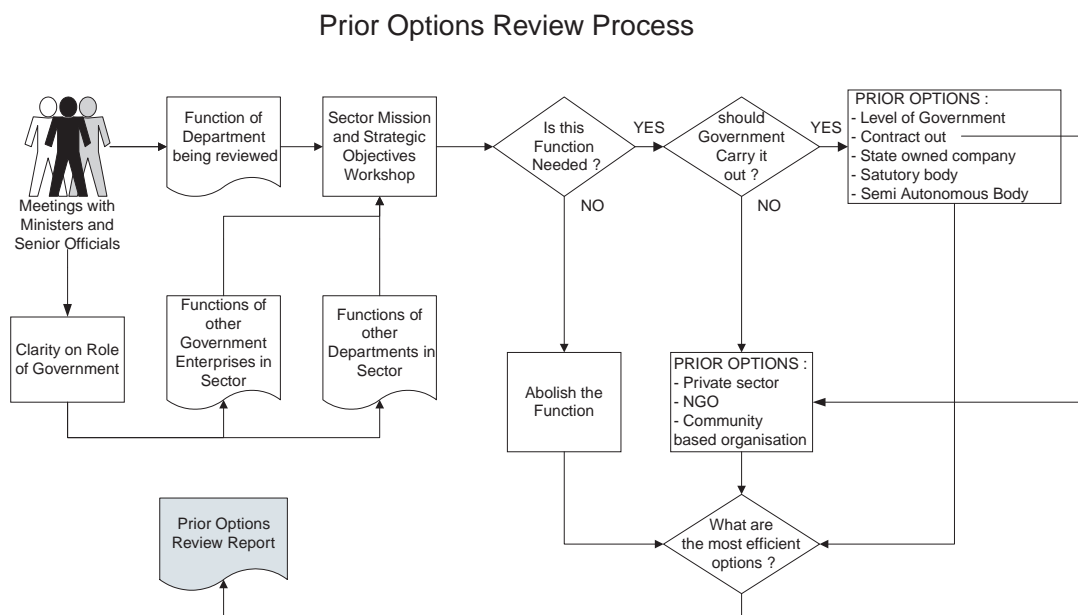 Prior Options Review Process
Meetings with
Ministers and
Senior Officials
Function of
Department
being reviewed
Sector Mission
and Strategic
Objectives
Workshop
Is this
Function
Needed ?
YES
NO
should
Government
Carry it
out ?
YES
NO
PRIOR OPTIONS :
- Level of Government
- Contract out
- State owned company
- Satutory body
- Semi Autonomous Body
Clarity on Role
of Government
Functions of
other
Government
Enterprises in
Sector
Functions of
other
Departments in
Sector
Abolish the
Function
PRIOR OPTIONS :
- Private sector
- NGO
- Community
based organisation
Prior Options
Review Report
What are
the most efficient
options ?